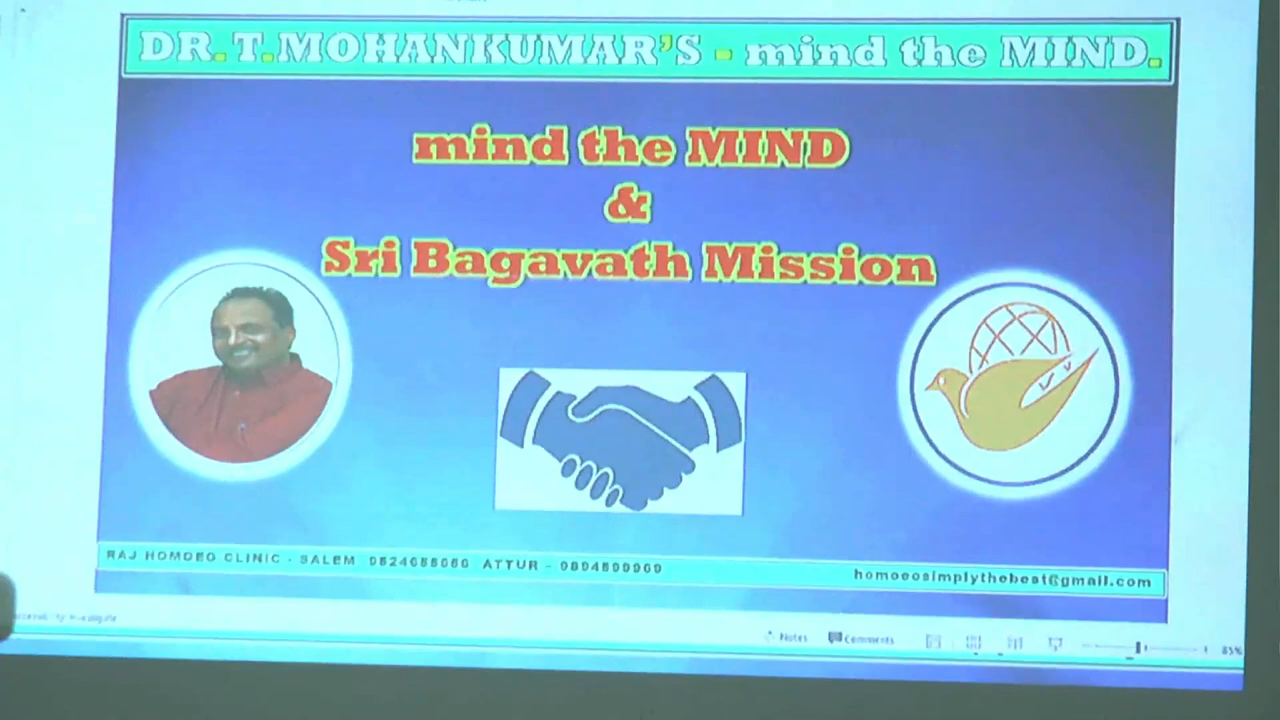 DR.T.MOHANKUMAR'S - mind the MIND.
mind the MIND
&
Sri Bagavath Mission
RAJ HOMOEO CLINIC - SALEM ATTUR -
homoeosimplythebest@gmail.com
Notes Comments 85%